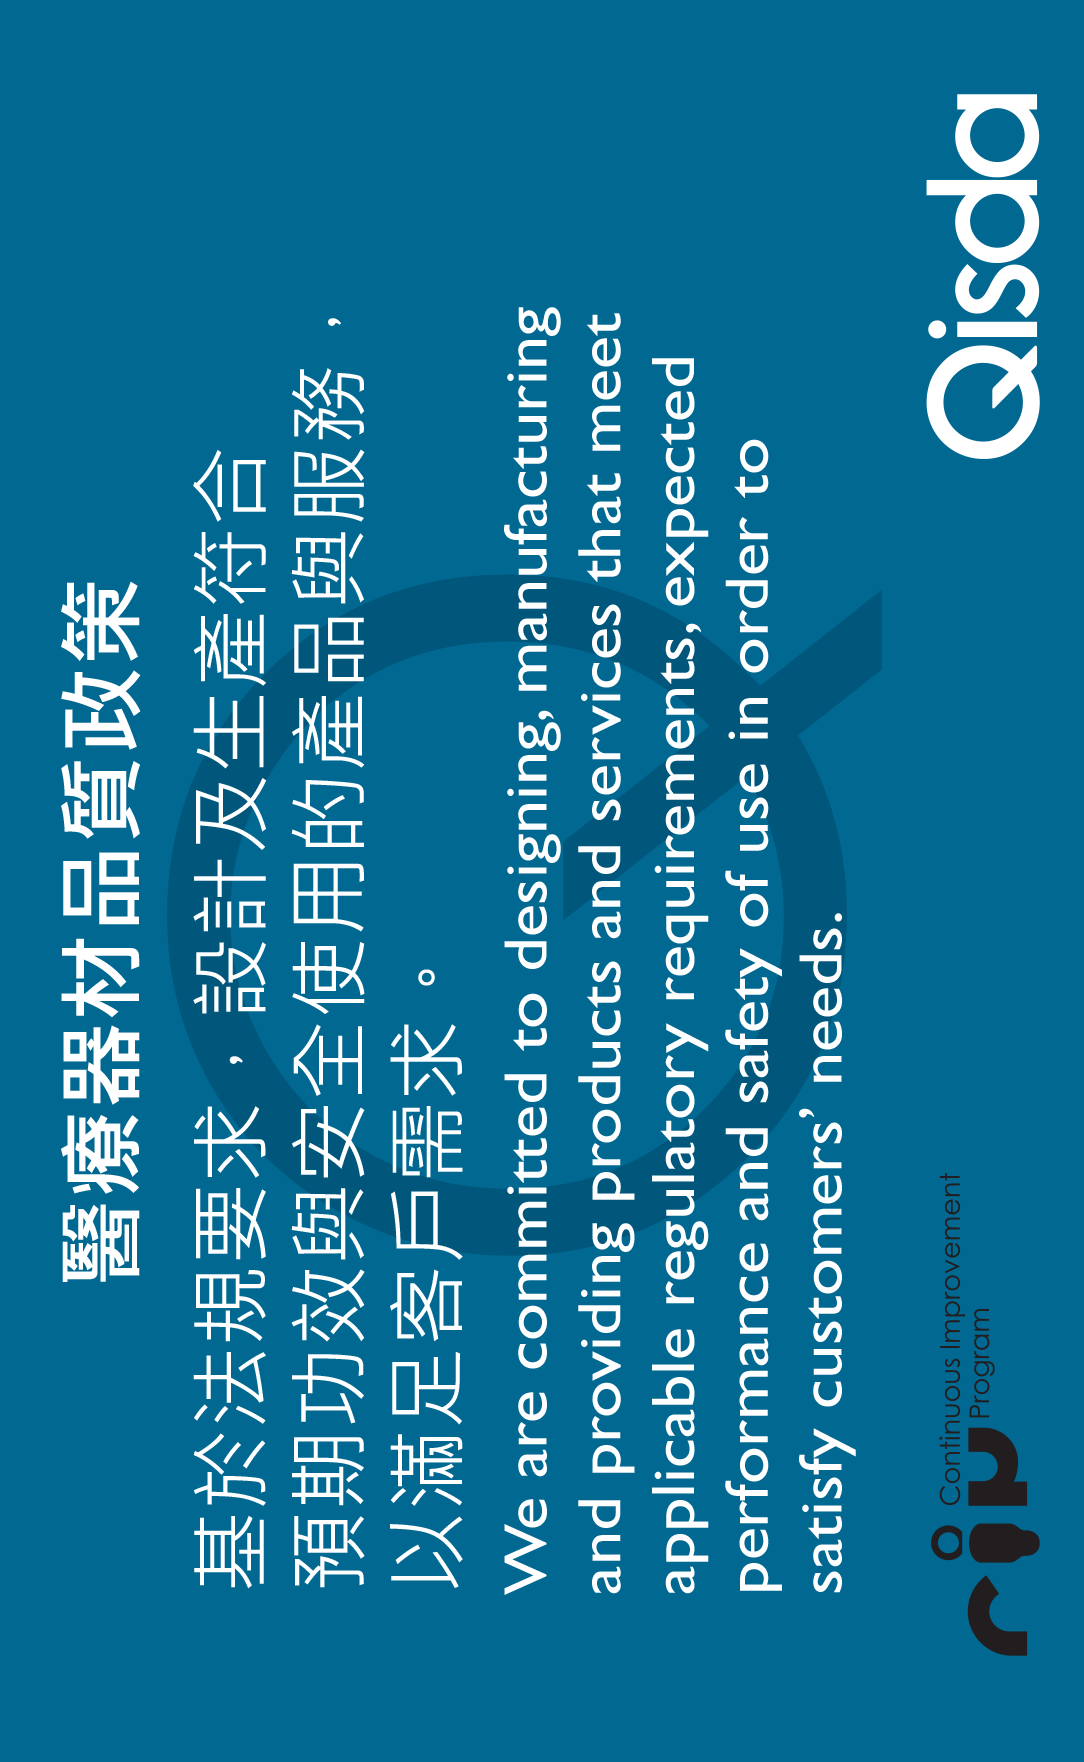 醫療器材品質政策
基於法規要求，設計及生產符合
預期功效與安全使用的產品與服務，
以滿足客戶需求。
We are committed to designing, manufacturing
and providing products and services that meet
applicable regulatory requirements, expected
performance and safety of use in order to
satisfy customers’ needs.
cip Continuous Improvement
Program
Qisda